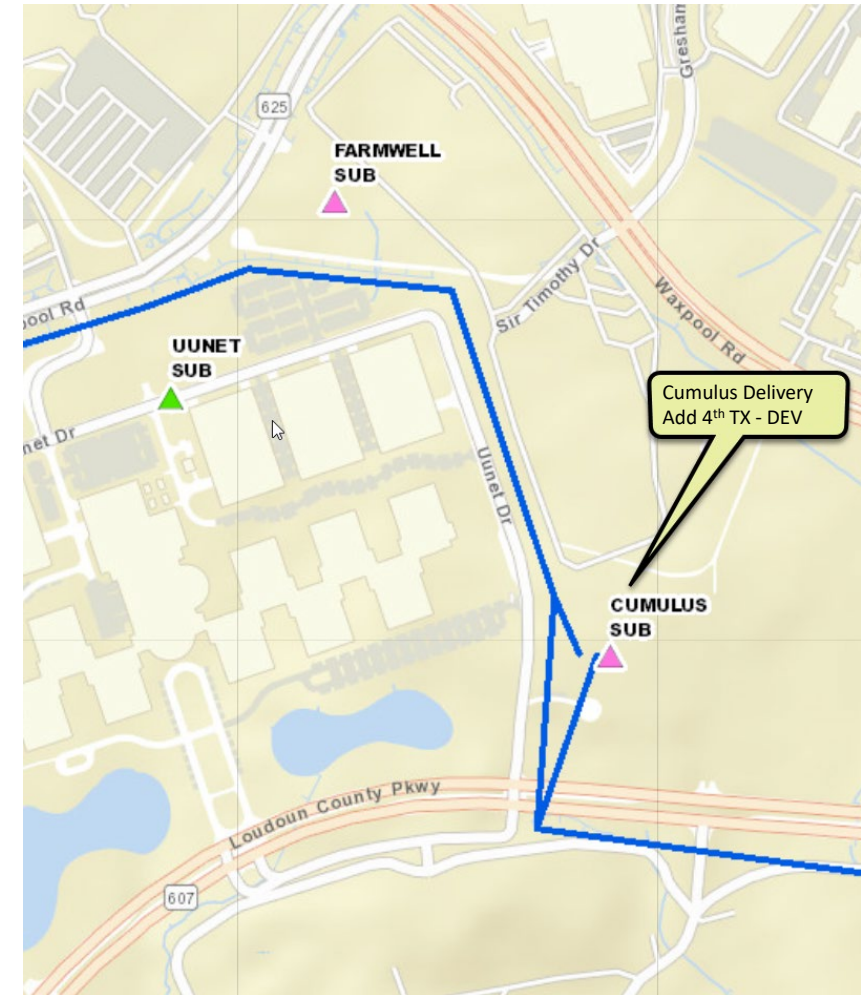 Gresham
625
FARMWELL
SUB
Sir Timothy Dr
Waxpool Rd
ool Rd
UUNET
SUB
Cumulus Delivery
Add 4th TX - DEV
net Dr
Uunet Dr
CUMULUS
SUB
Loudoun County Pkwy
607